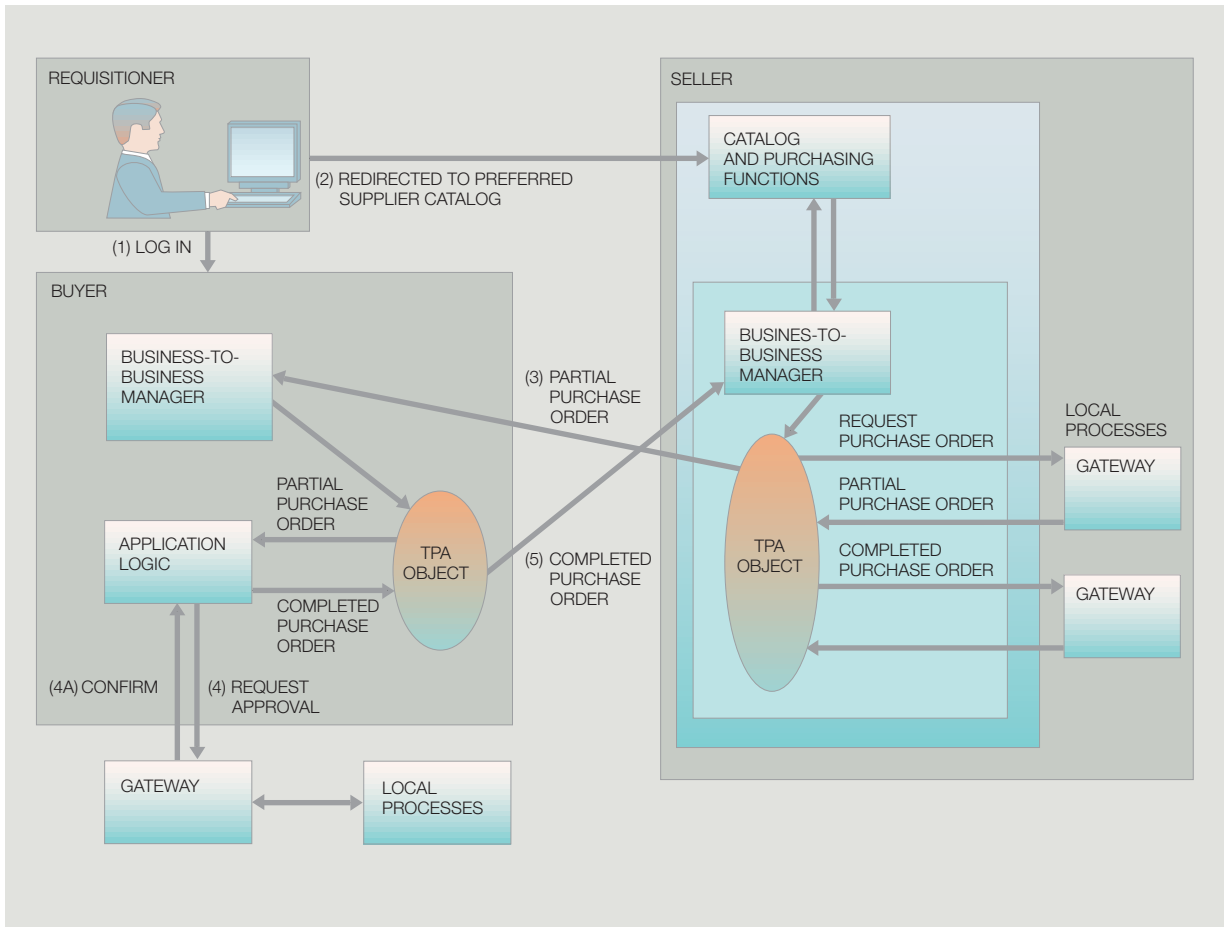 REQUISITIONER
(1) LOG IN
(2) REDIRECTED TO PREFERRED
SUPPLIER CATALOG
BUYER
BUSINESS-TO-
BUSINESS
MANAGER
PARTIAL
PURCHASE
ORDER
APPLICATION
LOGIC
TPA
OBJECT
COMPLETED
PURCHASE
ORDER
(4A) CONFIRM
(4) REQUEST
APPROVAL
GATEWAY
LOCAL
PROCESSES
(3) PARTIAL
PURCHASE
ORDER
(5) COMPLETED
PURCHASE
ORDER
SELLER
CATALOG
AND PURCHASING
FUNCTIONS
BUSINES-TO-
BUSINESS
MANAGER
REQUEST
PURCHASE ORDER
PARTIAL
PURCHASE ORDER
TPA
OBJECT
COMPLETED
PURCHASE ORDER
LOCAL
PROCESSES
GATEWAY
GATEWAY